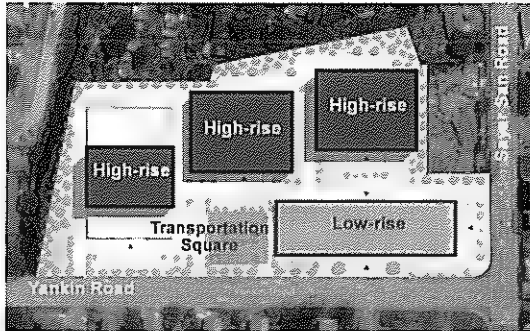 High-rise
High-rise
High-rise
Low-rise
Transportation
Square
Yankin Road
Sayar San Road